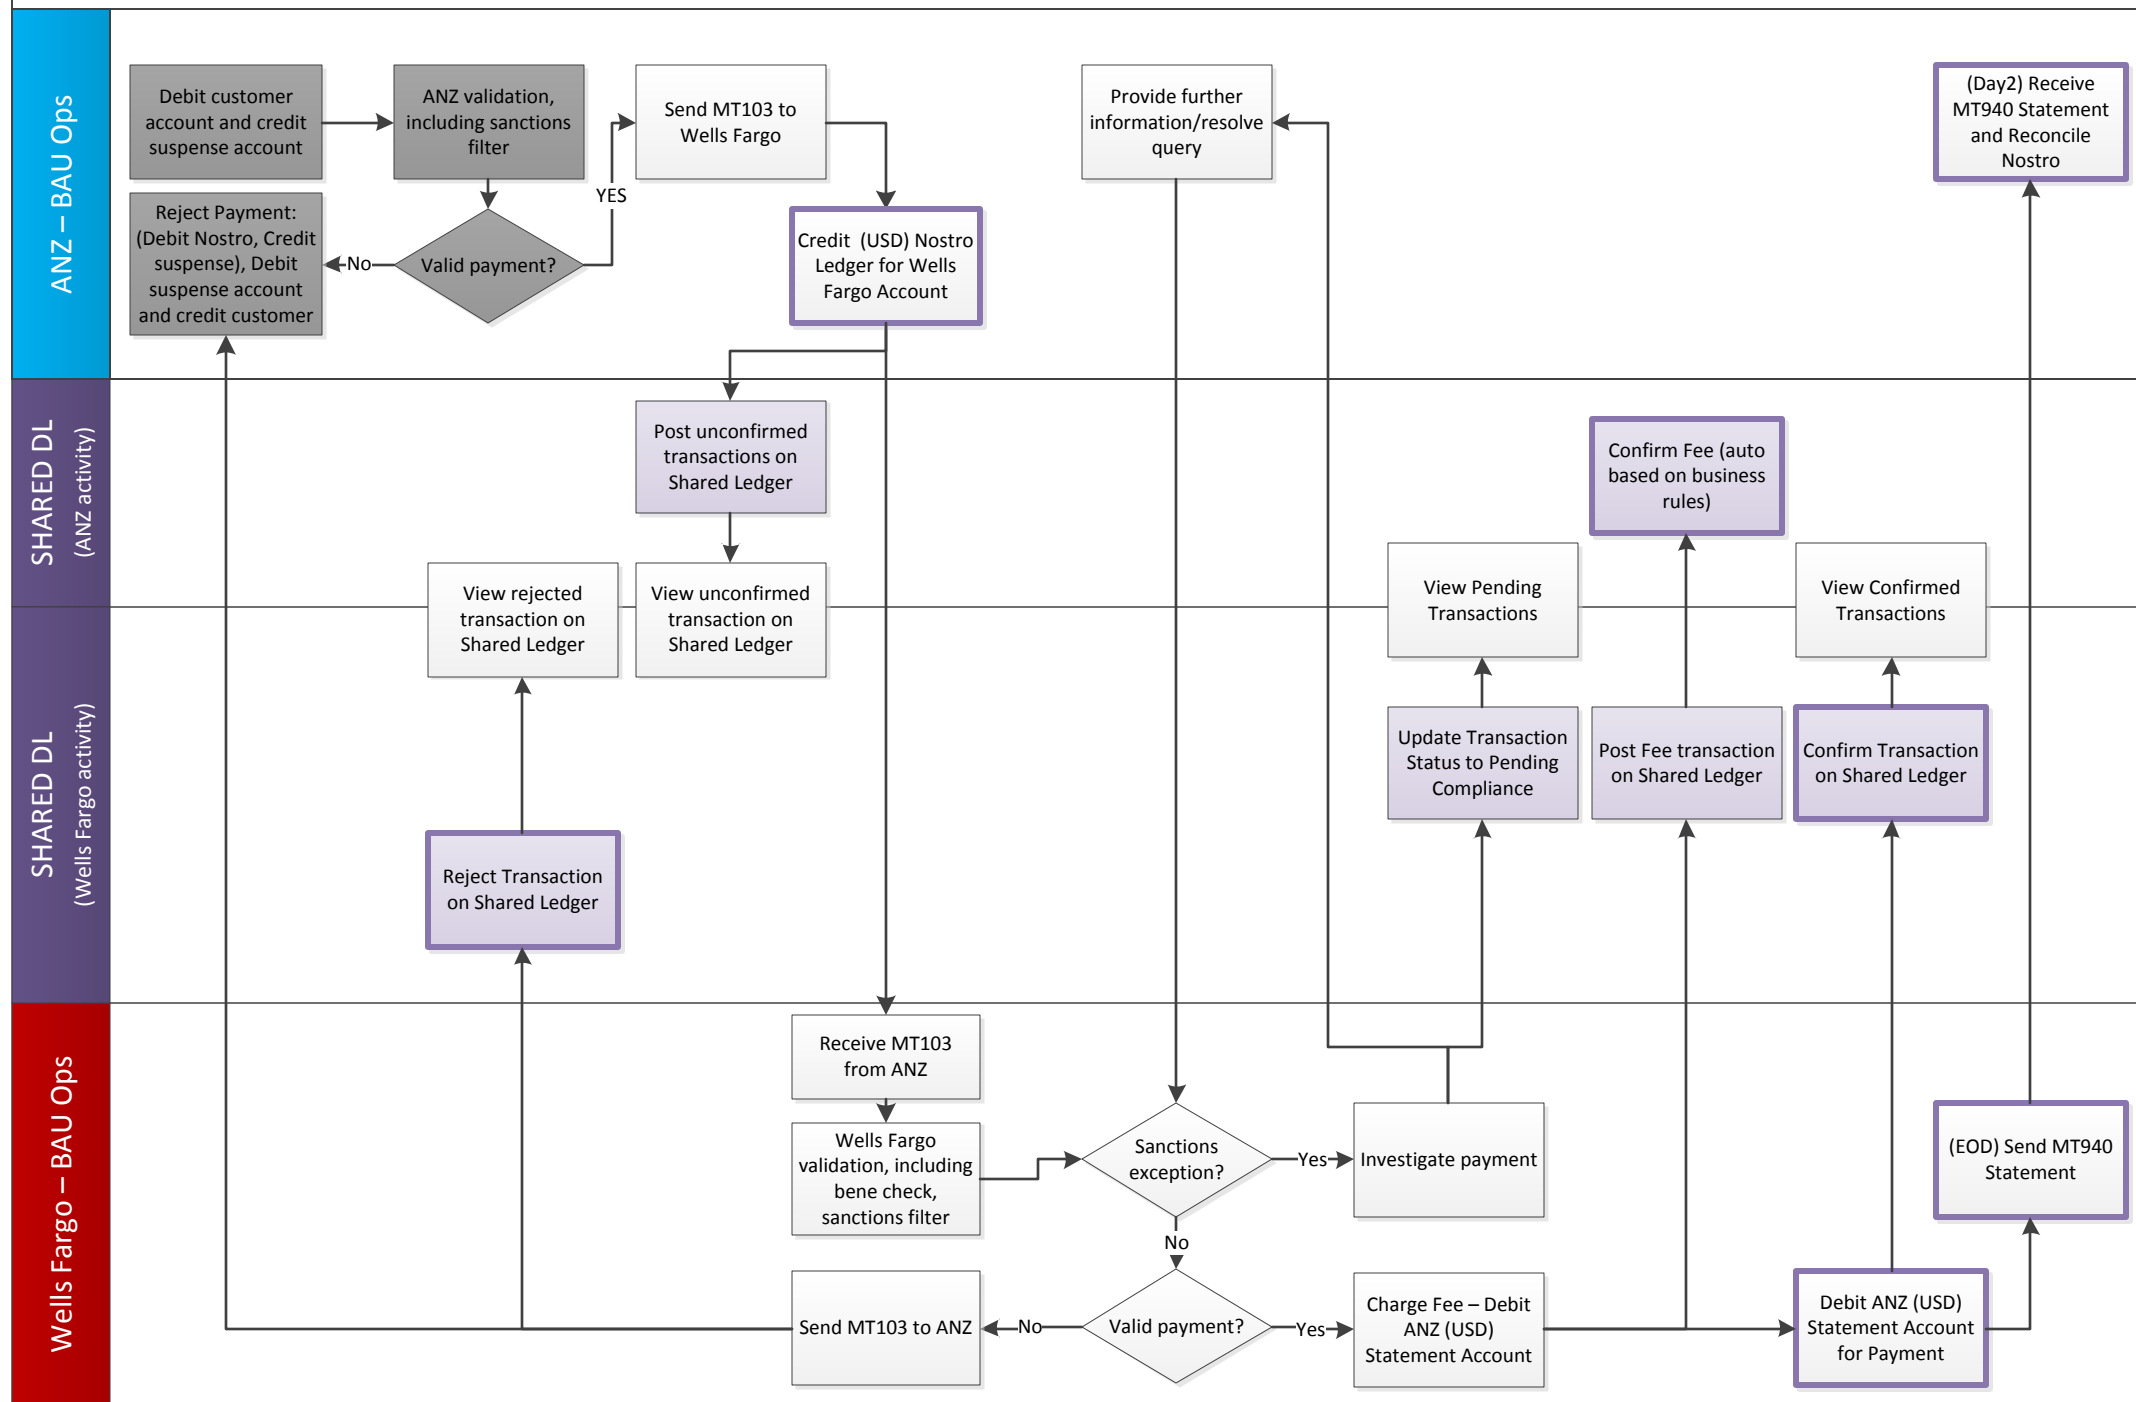 ANZ – BAU Ops
Debit customer
account and credit
suspense account
ANZ validation,
including sanctions
filter
YES
Send MT103 to
Wells Fargo
Provide further
information/resolve
query
(Day2) Receive
MT940 Statement
and Reconcile
Nostro
Reject Payment:
(Debit Nostro, Credit
suspense), Debit
suspense account
and credit customer
No
Valid payment?
Credit (USD) Nostro
Ledger for Wells
Fargo Account
SHARED DL
(ANZ activity)
Post unconfirmed
transactions on
Shared Ledger
Confirm Fee (auto
based on business
rules)
View rejected
transaction on
Shared Ledger
View unconfirmed
transaction on
Shared Ledger
View Pending
Transactions
View Confirmed
Transactions
SHARED DL
(Wells Fargo activity)
Update Transaction
Status to Pending
Compliance
Post Fee transaction
on Shared Ledger
Confirm Transaction
on Shared Ledger
Reject Transaction
on Shared Ledger
Wells Fargo – BAU Ops
Receive MT103
from ANZ
Wells Fargo
validation, including
bene check,
sanctions filter
Sanctions
exception?
Yes
Investigate payment
(EOD) Send MT940
Statement
No
Send MT103 to ANZ
No
Valid payment?
Yes
Charge Fee – Debit
ANZ (USD)
Statement Account
Debit ANZ (USD)
Statement Account
for Payment